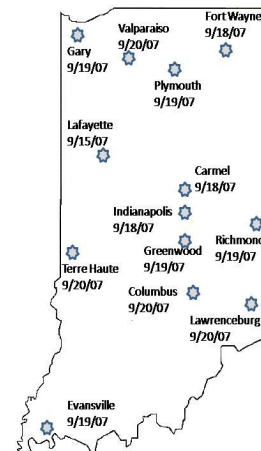 Fort Wayne
9/18/07
Valparaiso
9/20/07
Gary
9/19/07
Plymouth
9/19/07
Lafayette
9/15/07
Carmel
9/18/07
Indianapolis
9/18/07
Richmond
9/19/07
Greenwood
9/19/07
Terre Haute
9/20/07
Columbus
9/20/07
Lawrenceburg
9/20/07
Evansville
9/19/07